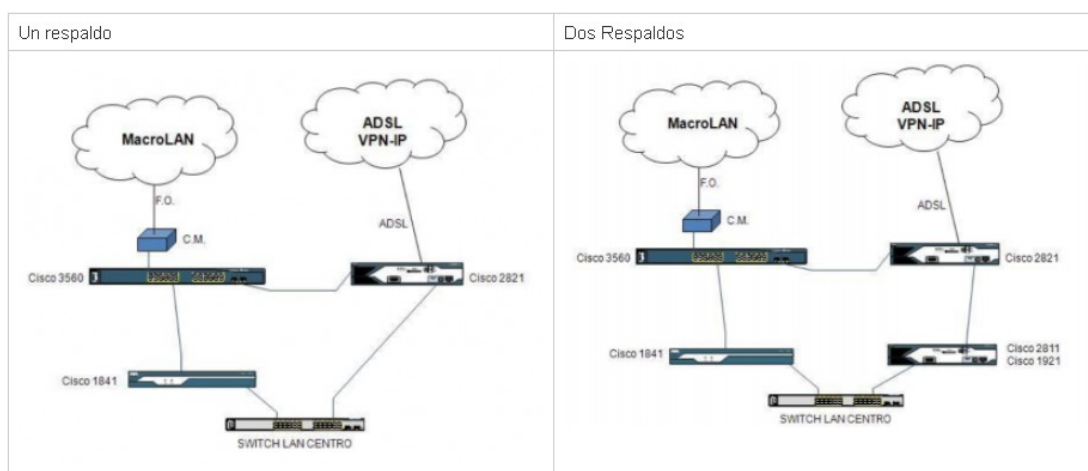 Un respaldo
Dos Respaldos
MacroLAN
ADSL
VPN-IP
F.O.
C.M.
ADSL
Cisco 3560
Cisco 2821
Cisco 1841
SWITCH LAN CENTRO
MacroLAN
ADSL
VPN-IP
F.O.
C.M.
ADSL
Cisco 3560
Cisco 2821
Cisco 1841
Cisco 2811
Cisco 1921
SWITCH LAN CENTRO